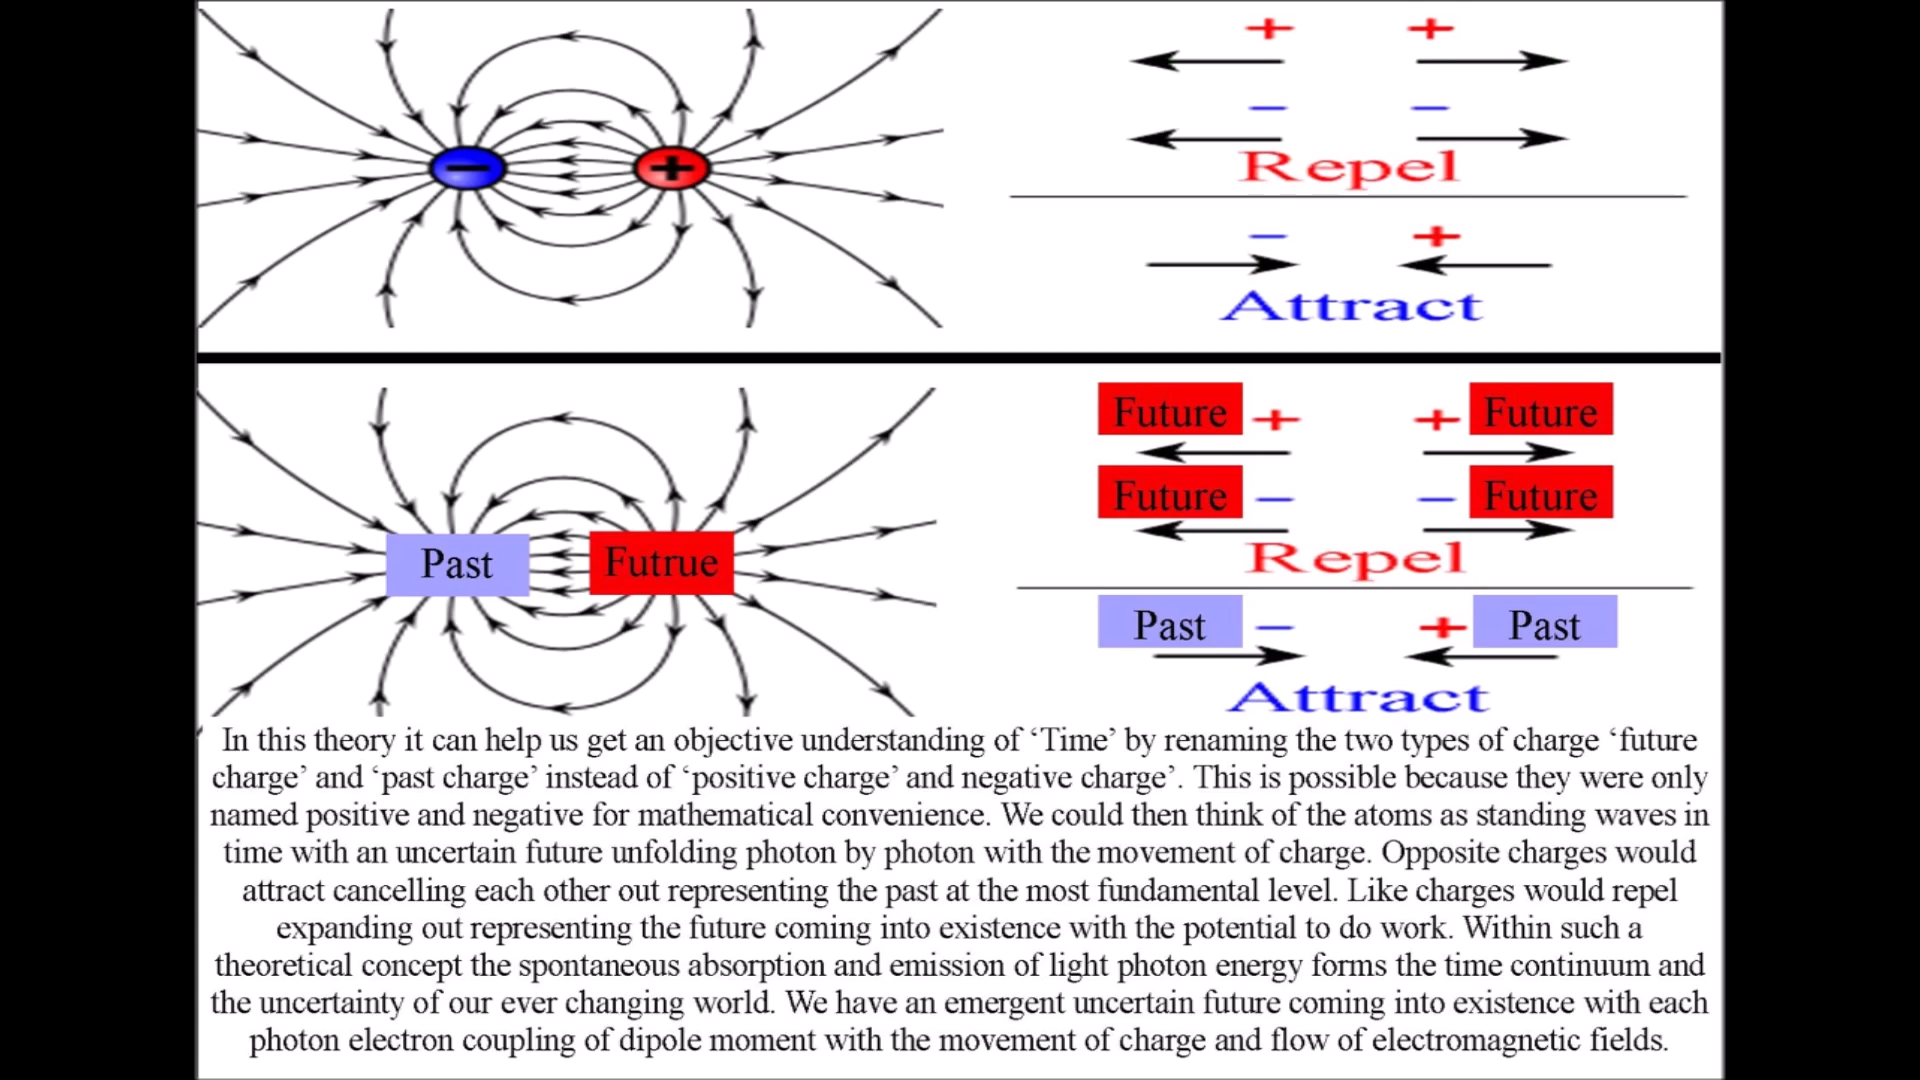 + +
− −
Repel
− +
Attract
− +
Future + + Future
Future − − Future
Repel
Past Futrue
Past − + Past
Attract
In this theory it can help us get an objective understanding of ‘Time’ by renaming the two types of charge ‘future
charge’ and ‘past charge’ instead of ‘positive charge’ and negative charge’. This is possible because they were only
named positive and negative for mathematical convenience. We could then think of the atoms as standing waves in
time with an uncertain future unfolding photon by photon with the movement of charge. Opposite charges would
attract cancelling each other out representing the past at the most fundamental level. Like charges would repel
expanding out representing the future coming into existence with the potential to do work. Within such a
theoretical concept the spontaneous absorption and emission of light photon energy forms the time continuum and
the uncertainty of our ever changing world. We have an emergent uncertain future coming into existence with each
photon electron coupling of dipole moment with the movement of charge and flow of electromagnetic fields.